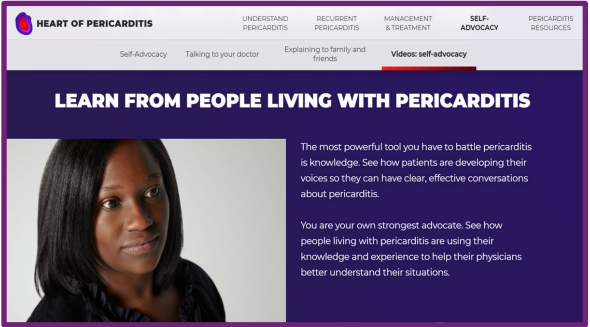 HEART OF PERICARDITIS
UNDERSTAND
PERICARDITIS
RECURRENT
PERICARDITIS
MANAGEMENT
& TREATMENT
SELF-
ADVOCACY
PERICARDITIS
RESOURCES
Self-Advocacy
Talking to your doctor
Explaining to family and
friends
Videos: self-advocacy
LEARN FROM PEOPLE LIVING WITH PERICARDITIS
The most powerful tool you have to battle pericarditis
is knowledge. See how patients are developing their
voices so they can have clear, effective conversations
about pericarditis.
You are your own strongest advocate. See how
people living with pericarditis are using their
knowledge and experience to help their physicians
better understand their situations.